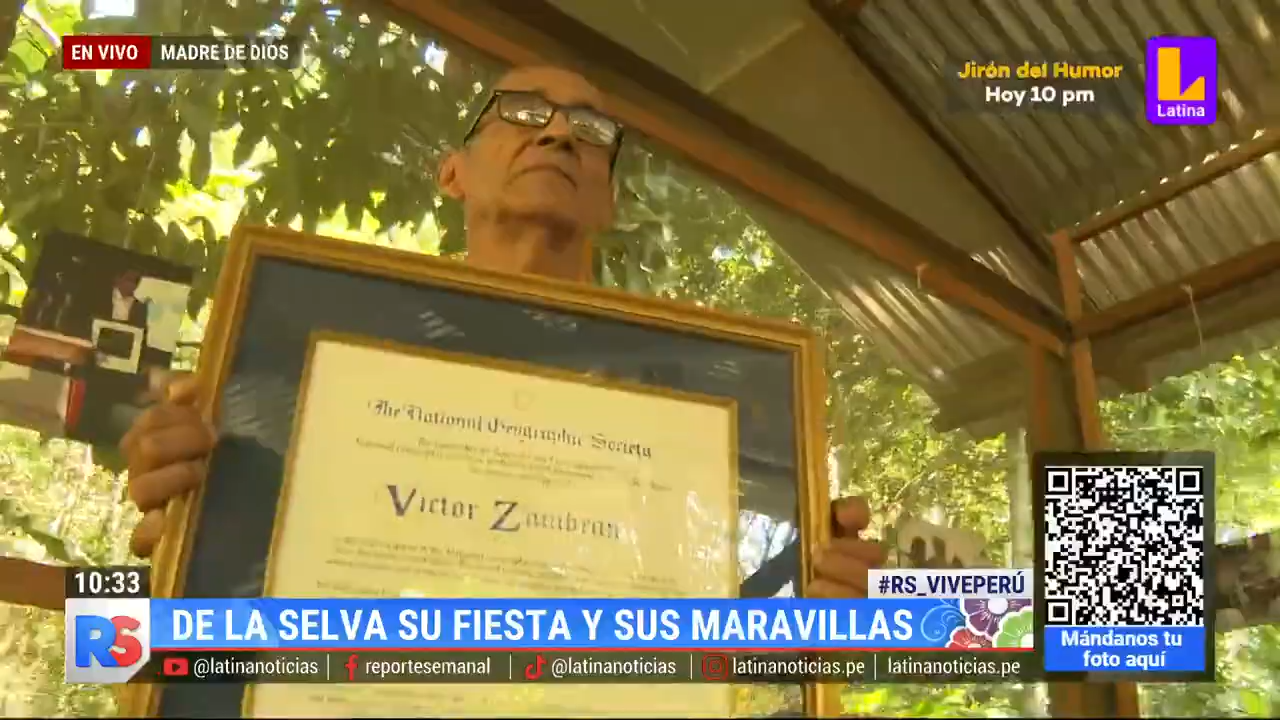 EN VIVO MADRE DE DIOS
Jirón del Humor
Hoy 10 pm
Latina
The National Geographic Society
Victor Zambran
10:33
#RS_VIVEPERÚ
RS
DE LA SELVA SU FIESTA Y SUS MARAVILLAS
@latinanoticias reportesemanal @latinanoticias latinanoticias.pe latinanoticias.pe
Mándanos tu
foto aquí